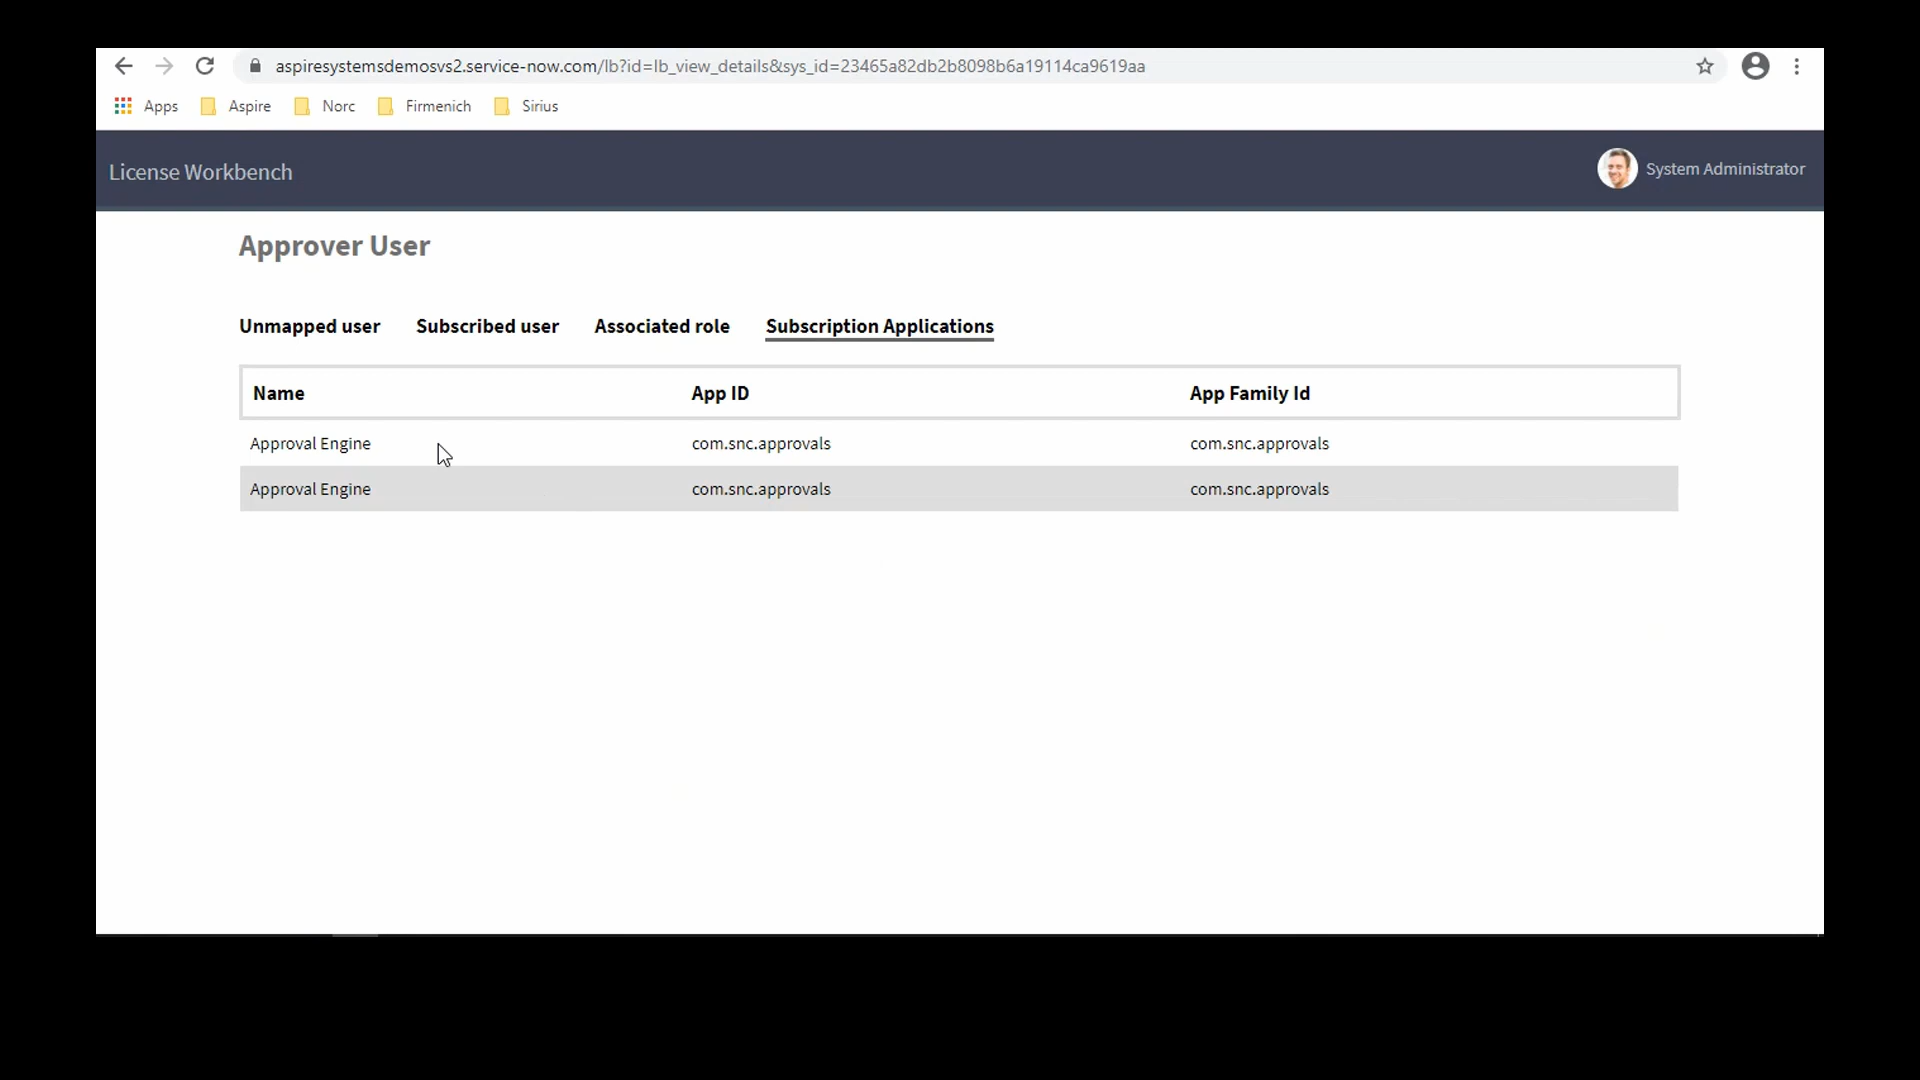 aspiresystemsdemosvs2.service-now.com/lb?id=lb_view_details&sys_id=23465a82db2b8098b6a19114ca9619aa
Apps Aspire Norc Firmenich Sirius
License Workbench System Administrator
Approver User
Unmapped user Subscribed user Associated role Subscription Applications
Name App ID App Family Id
Approval Engine com.snc.approvals com.snc.approvals
Approval Engine com.snc.approvals com.snc.approvals